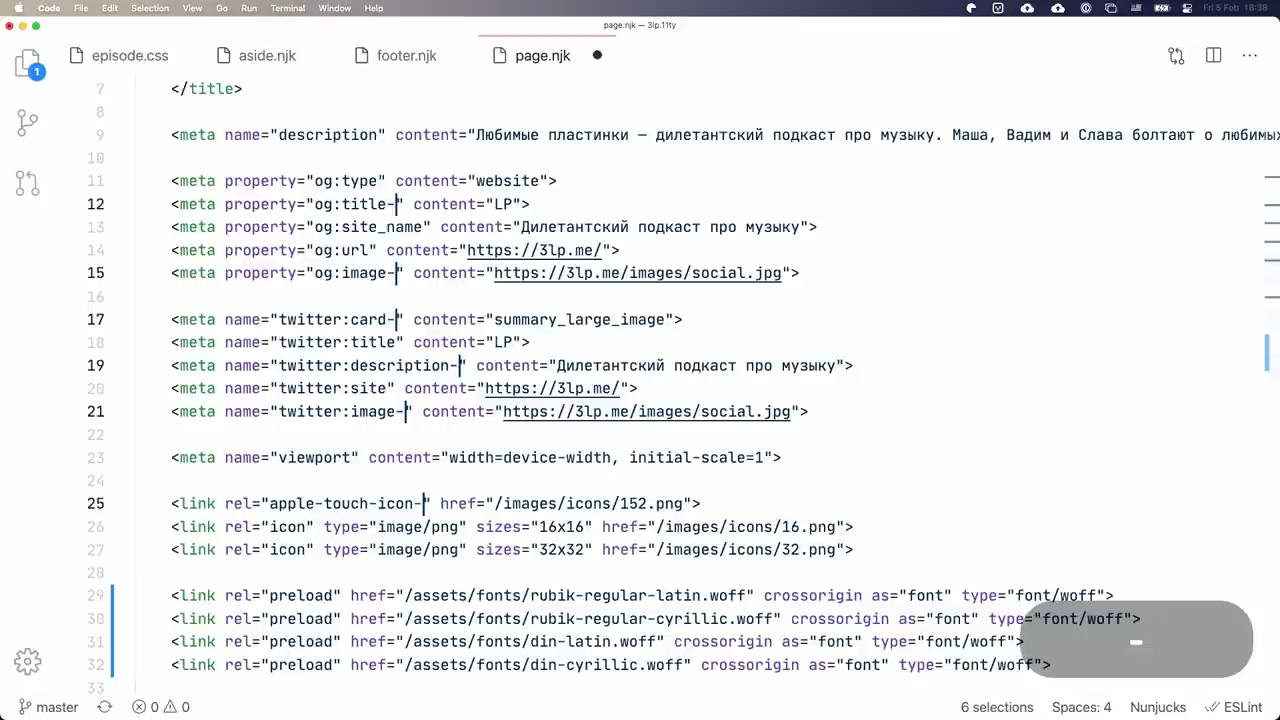 Code File Edit Selection View Go Run Terminal Window Help Fri 5 Feb 18:38
page.njk — 3lp.11ty
episode.css aside.njk footer.njk page.njk
1
7 </title>
8
9 <meta name="description" content="Любимые пластинки — дилетантский подкаст про музыку. Маша, Вадим и Слава болтают о любимых
10
11 <meta property="og:type" content="website">
12 <meta property="og:title-" content="LP">
13 <meta property="og:site_name" content="Дилетантский подкаст про музыку">
14 <meta property="og:url" content="https://3lp.me/">
15 <meta property="og:image-" content="https://3lp.me/images/social.jpg">
16
17 <meta name="twitter:card-" content="summary_large_image">
18 <meta name="twitter:title" content="LP">
19 <meta name="twitter:description-" content="Дилетантский подкаст про музыку">
20 <meta name="twitter:site" content="https://3lp.me/">
21 <meta name="twitter:image-" content="https://3lp.me/images/social.jpg">
22
23 <meta name="viewport" content="width=device-width, initial-scale=1">
24
25 <link rel="apple-touch-icon-" href="/images/icons/152.png">
26 <link rel="icon" type="image/png" sizes="16x16" href="/images/icons/16.png">
27 <link rel="icon" type="image/png" sizes="32x32" href="/images/icons/32.png">
28
29 <link rel="preload" href="/assets/fonts/rubik-regular-latin.woff" crossorigin as="font" type="font/woff">
30 <link rel="preload" href="/assets/fonts/rubik-regular-cyrillic.woff" crossorigin as="font" type="font/woff">
31 <link rel="preload" href="/assets/fonts/din-latin.woff" crossorigin as="font" type="font/woff">
32 <link rel="preload" href="/assets/fonts/din-cyrillic.woff" crossorigin as="font" type="font/woff">
33
-
master 0 0 6 selections Spaces: 4 Nunjucks ESLint